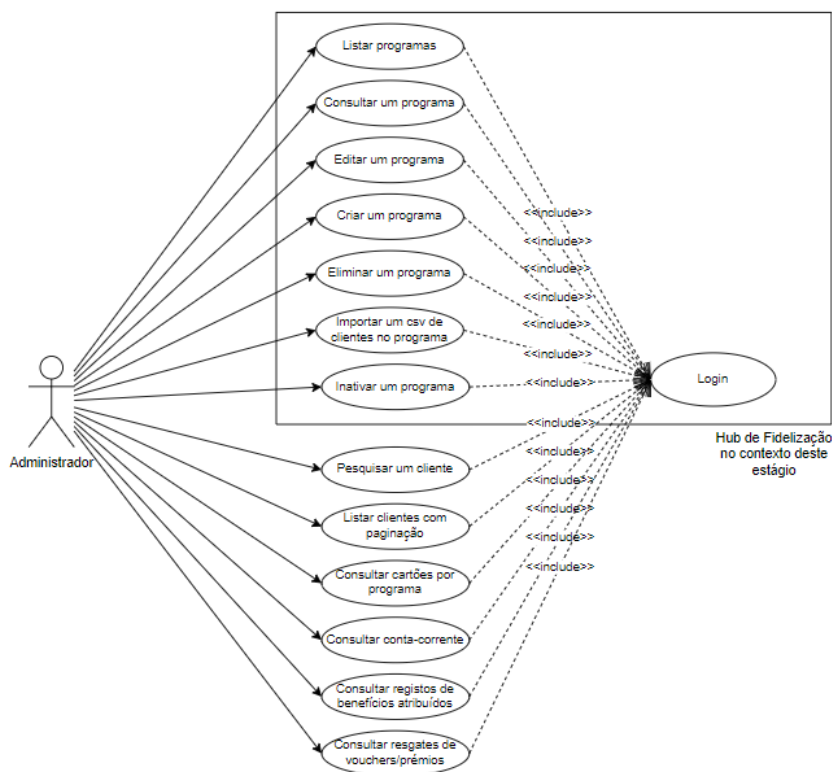 Listar programas
Consultar um programa
Editar um programa
Criar um programa
<<include>>
<<include>>
Eliminar um programa
<<include>>
<<include>>
Importar um csv de
clientes no programa
<<include>>
<<include>>
Inativar um programa
<<include>>
Login
Administrador
Hub de Fidelização
no contexto deste
estágio
<<include>>
Pesquisar um cliente
<<include>>
<<include>>
Listar clientes com
paginação
<<include>>
<<include>>
<<include>>
Consultar cartões por
programa
Consultar conta-corrente
Consultar registos de
benefícios atribuídos
Consultar resgates de
vouchers/prémios